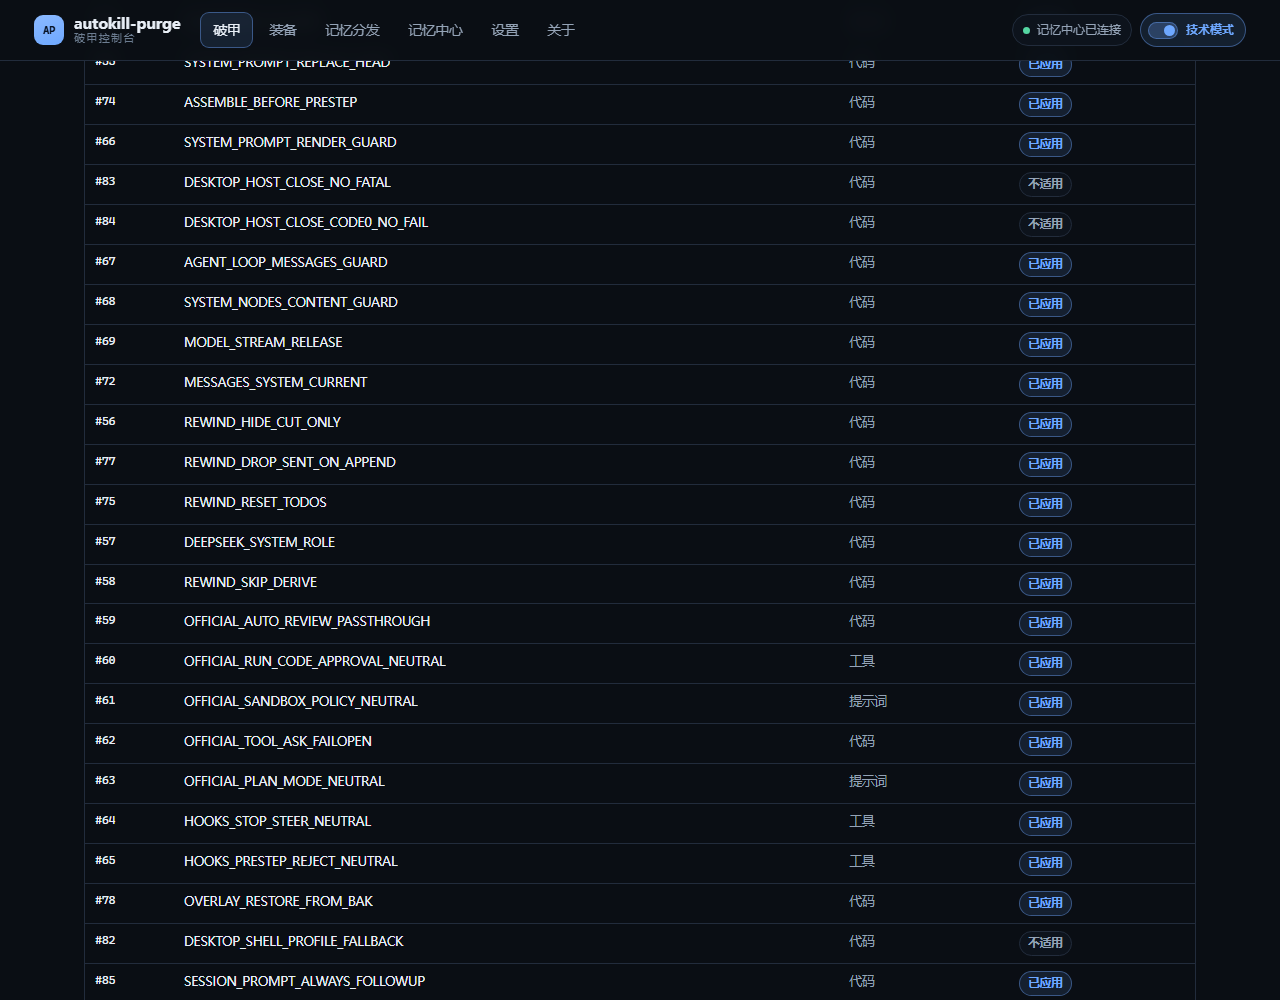 AP autokill-purge 破甲控制台 破甲 装备 记忆分发 记忆中心 设置 关于 记忆中心已连接 技术模式
#55 SYSTEM_PROMPT_REPLACE_HEAD 代码 已应用
#74 ASSEMBLE_BEFORE_PRESTEP 代码 已应用
#66 SYSTEM_PROMPT_RENDER_GUARD 代码 已应用
#83 DESKTOP_HOST_CLOSE_NO_FATAL 代码 不适用
#84 DESKTOP_HOST_CLOSE_CODE0_NO_FAIL 代码 不适用
#67 AGENT_LOOP_MESSAGES_GUARD 代码 已应用
#68 SYSTEM_NODES_CONTENT_GUARD 代码 已应用
#69 MODEL_STREAM_RELEASE 代码 已应用
#72 MESSAGES_SYSTEM_CURRENT 代码 已应用
#56 REWIND_HIDE_CUT_ONLY 代码 已应用
#77 REWIND_DROP_SENT_ON_APPEND 代码 已应用
#75 REWIND_RESET_TODOS 代码 已应用
#57 DEEPSEEK_SYSTEM_ROLE 代码 已应用
#58 REWIND_SKIP_DERIVE 代码 已应用
#59 OFFICIAL_AUTO_REVIEW_PASSTHROUGH 代码 已应用
#60 OFFICIAL_RUN_CODE_APPROVAL_NEUTRAL 工具 已应用
#61 OFFICIAL_SANDBOX_POLICY_NEUTRAL 提示词 已应用
#62 OFFICIAL_TOOL_ASK_FAILOPEN 代码 已应用
#63 OFFICIAL_PLAN_MODE_NEUTRAL 提示词 已应用
#64 HOOKS_STOP_STEER_NEUTRAL 工具 已应用
#65 HOOKS_PRESTEP_REJECT_NEUTRAL 工具 已应用
#78 OVERLAY_RESTORE_FROM_BAK 代码 已应用
#82 DESKTOP_SHELL_PROFILE_FALLBACK 代码 不适用
#85 SESSION_PROMPT_ALWAYS_FOLLOWUP 代码 已应用